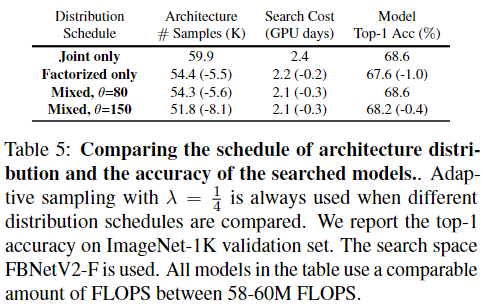 Distribution Architecture Search Cost Model
Schedule # Samples (K) (GPU days) Top-1 Acc (%)
Joint only 59.9 2.4 68.6
Factorized only 54.4 (-5.5) 2.2 (-0.2) 67.6 (-1.0)
Mixed, θ=80 54.3 (-5.6) 2.1 (-0.3) 68.6
Mixed, θ=150 51.8 (-8.1) 2.1 (-0.3) 68.2 (-0.4)
Table 5: Comparing the schedule of architecture distri-
bution and the accuracy of the searched models.. Adap-
tive sampling with λ = 1/4 is always used when different
distribution schedules are compared. We report the top-1
accuracy on ImageNet-1K validation set. The search space
FBNetV2-F is used. All models in the table use a comparable
amount of FLOPS between 58-60M FLOPS.